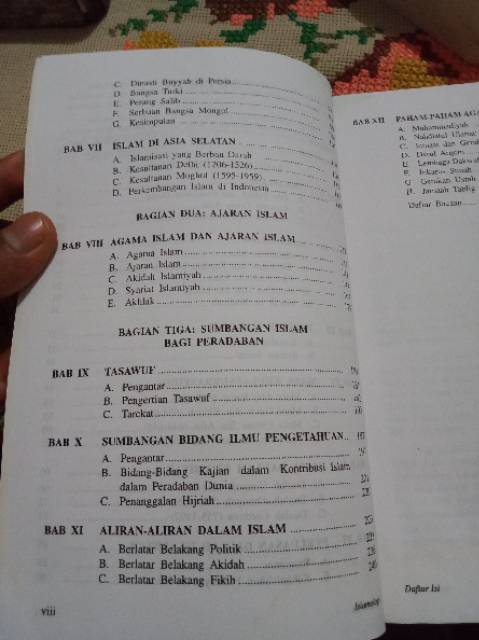 C. Dinasti Buyyah di Persia
D. Bangsa Turki
E. Perang Salib
F. Serbuan Bangsa Mongol
G. Kesimpulan
BAB VII ISLAM DI ASIA SELATAN
A. Islamisasi yang Berbau Darah
B. Kesultanan Delhi (1206-1526)
C. Kesultanan Moghul (1595-1959)
D. Perkembangan Islam di Indonesia
BAGIAN DUA: AJARAN ISLAM
BAB VIII AGAMA ISLAM DAN AJARAN ISLAM
A. Agama Islam
B. Ajaran Islam
C. Akidah Islamiyah
D. Syariat Islamiyah
E. Akhlak
BAGIAN TIGA: SUMBANGAN ISLAM
BAGI PERADABAN
BAB IX TASAWUF
A. Pengantar
B. Pengertian Tasawuf
C. Tarekat
BAB X SUMBANGAN BIDANG ILMU PENGETAHUAN
A. Pengantar
B. Bidang-Bidang Kajian dalam Kontribusi Islam
dalam Peradaban Dunia
C. Penanggalan Hijriah
BAB XI ALIRAN-ALIRAN DALAM ISLAM
A. Berlatar Belakang Politik
B. Berlatar Belakang Akidah
C. Berlatar Belakang Fikih 240
viii
BAB XII PAHAM-PAHAM
A. Muhammadiyah
B. Nahdlatul
C.
D. Darul Arqam
E. Lembaga Dakwah
F. Inkarus Sunah
G. Gerakan Usrah
H. Jamaah Tablig
Daftar Bacaan
Daftar Isi